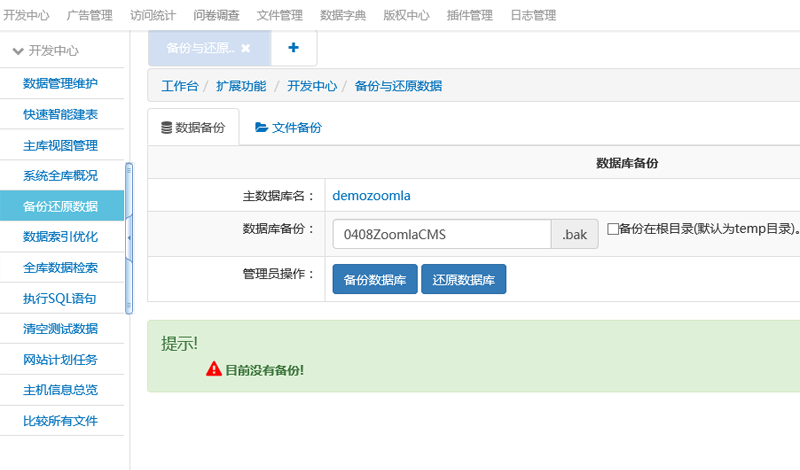 开发中心 广告管理 访问统计 问卷调查 文件管理 数据字典 版权中心 插件管理 日志管理
开发中心
数据管理维护
快速智能建表
主库视图管理
系统全库概况
备份还原数据
数据索引优化
全库数据检索
执行SQL语句
清空测试数据
网站计划任务
主机信息总览
比较所有文件
备份与还原..
工作台 / 扩展功能 / 开发中心 / 备份与还原数据
数据备份 文件备份
数据库备份
主数据库名： demozoomla
数据库备份： 0408ZoomlaCMS .bak 备份在根目录(默认为temp目录)。
管理员操作： 备份数据库 还原数据库
提示!
目前没有备份!